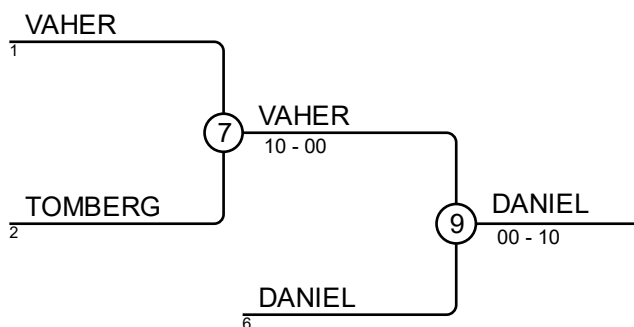 VAHER
1
7
VAHER
10 - 00
TOMBERG
2
9
DANIEL
00 - 10
DANIEL
6